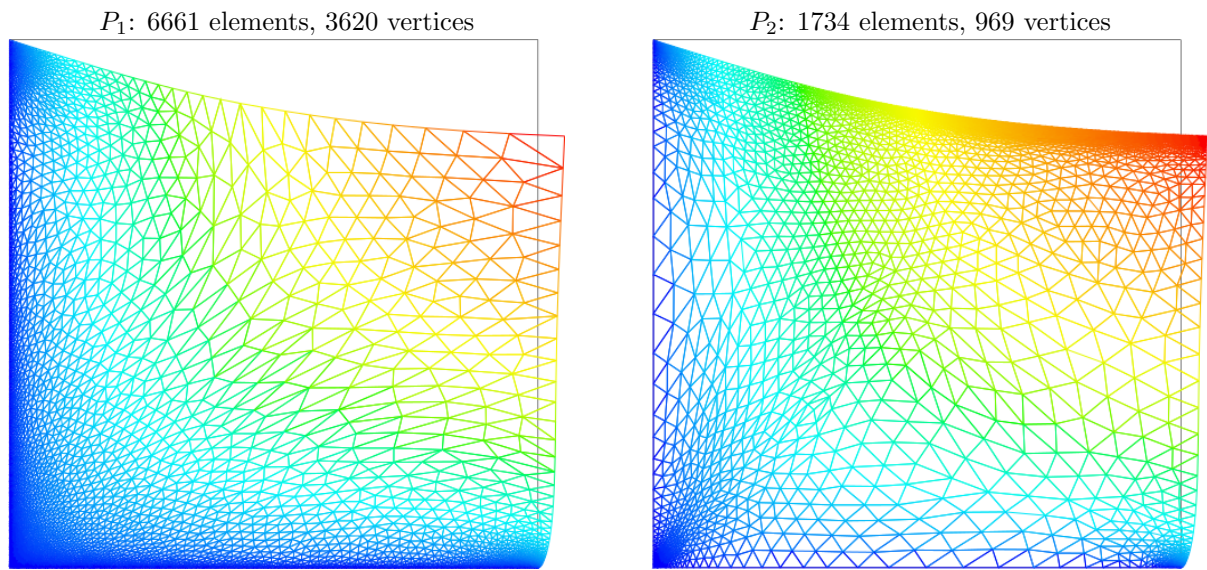 P₁: 6661 elements, 3620 vertices
P₂: 1734 elements, 969 vertices